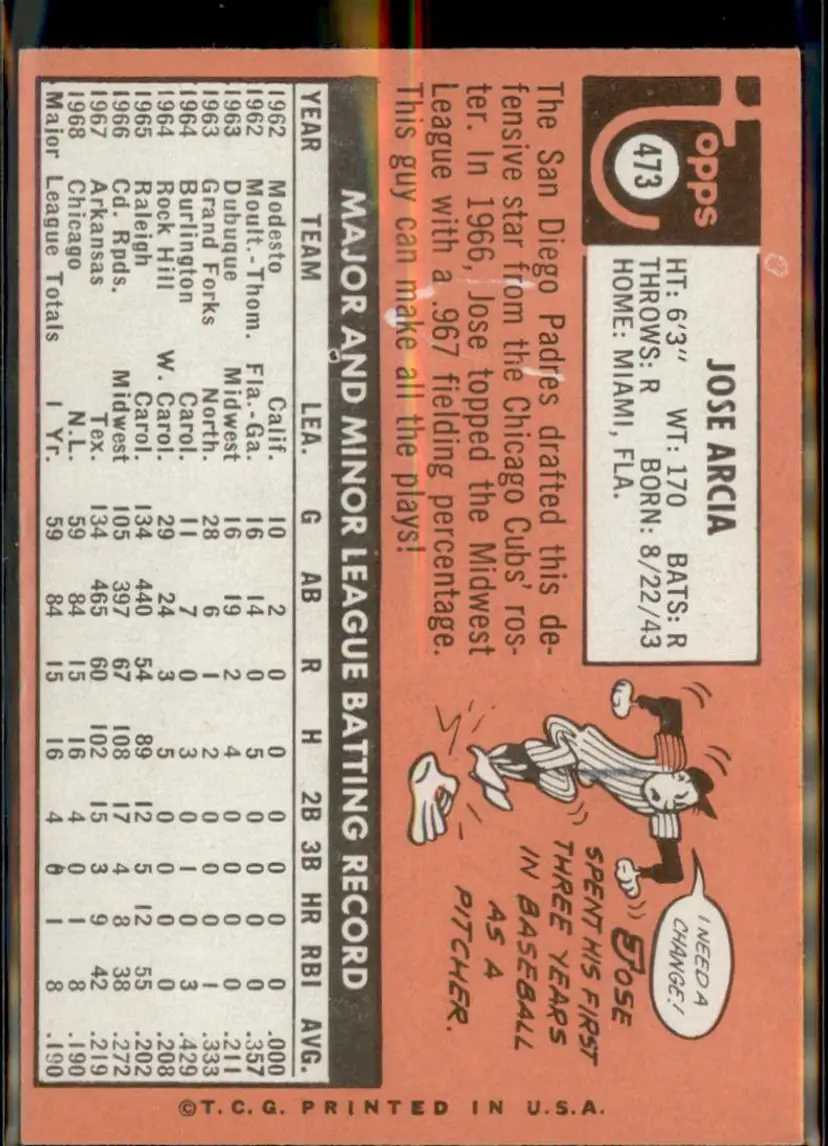 Topps
473
JOSE ARCIA
HT: 6'3" WT: 170 BATS: R
THROWS: R BORN: 8/22/43
HOME: MIAMI, FLA.
The San Diego Padres drafted this de-
fensive star from the Chicago Cubs' ros-
ter. In 1966, Jose topped the Midwest
League with a .967 fielding percentage.
This guy can make all the plays!
I NEED A
CHANGE!
JOSE
SPENT HIS FIRST
THREE YEARS
IN BASEBALL
AS A
PITCHER.
MAJOR AND MINOR LEAGUE BATTING RECORD
YEAR TEAM LEA. G AB R H 2B 3B HR RBI AVG.
1962 Modesto Calif. 10 2 0 0 0 0 0 0 .000
1962 Moult.-Thom. Fla.-Ga. 16 14 0 5 0 0 0 0 .357
1963 Dubuque Midwest 16 19 2 4 0 0 0 0 .211
1963 Grand Forks North. 28 6 1 2 0 0 0 1 .333
1964 Burlington Carol. 11 7 0 3 0 1 0 3 .429
1964 Rock Hill W. Carol. 29 24 3 5 0 0 0 0 .208
1965 Raleigh Carol. 134 440 54 89 12 5 12 55 .202
1966 Cd. Rpds. Midwest 105 397 67 108 17 4 8 38 .272
1967 Arkansas Tex. 134 465 60 102 15 3 9 42 .219
1968 Chicago N.L. 59 84 15 16 4 0 1 8 .190
Major League Totals 1 Yr. 59 84 15 16 4 0 1 8 .190
©T.C.G. PRINTED IN U.S.A.